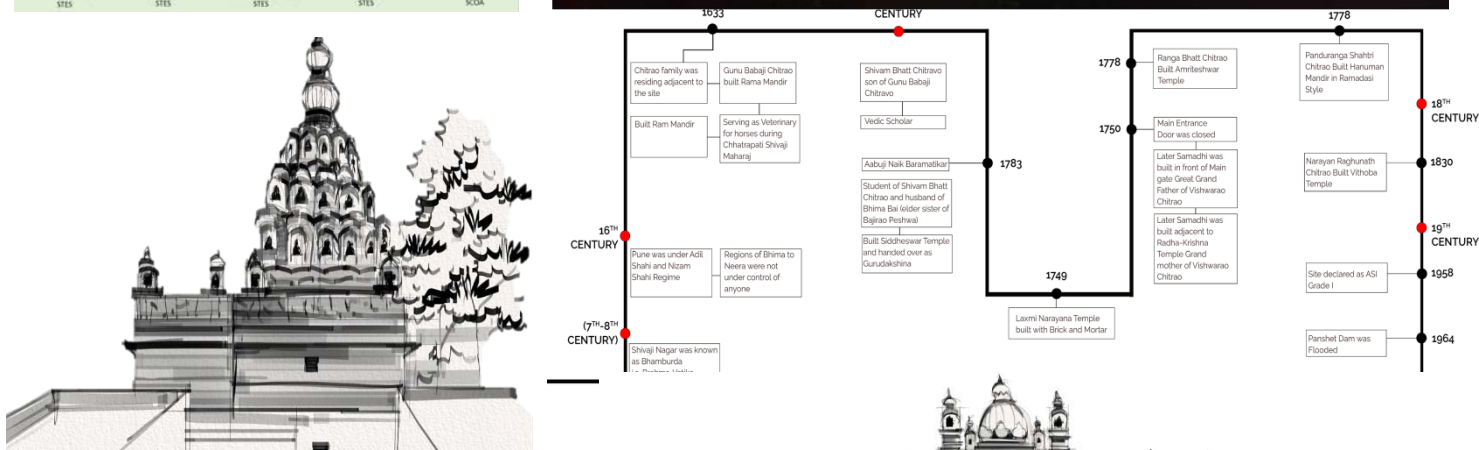 STES STES STES STES SCOA
1633
Chitrao family was
residing adjacent to
the site
Gunu Babaji Chitrao
built Rama Mandir
Built Ram Mandir
Serving as Veterinary
for horses during
Chhatrapati Shivaji
Maharaj
16TH
CENTURY
Pune was under Adil
Shahi and Nizam
Shahi Regime
Regions of Bhima to
Neera were not
under control of
anyone
(7TH-8TH
CENTURY)
Shivaji Nagar was known
as Bhamburda
CENTURY
Shivam Bhatt Chitravo
son of Gunu Babaji
Chitravo
Vedic Scholar
Aabuji Naik Baramatikar
1783
Student of Shivam Bhatt
Chitrao and husband of
Bhima Bai (elder sister of
Bajirao Peshwa)
Built Siddheswar Temple
and handed over as
Gurudakshina
1749
Laxmi Narayana Temple
built with Brick and Mortar
1778
Ranga Bhatt Chitrao
Built Amriteshwar
Temple
1750
Main Entrance
Door was closed
Later Samadhi was
built in front of Main
gate Great Grand
Father of Vishwarao
Chitrao
Later Samadhi was
built adjacent to
Radha-Krishna
Temple Grand
mother of Vishwarao
Chitrao
1778
Panduranga Shahtri
Chitrao Built Hanuman
Mandir in Ramadasi
Style
18TH
CENTURY
Narayan Raghunath
Chitrao Built Vithoba
Temple
1830
19TH
CENTURY
Site declared as ASI
Grade I
1958
Panshet Dam was
Flooded
1964